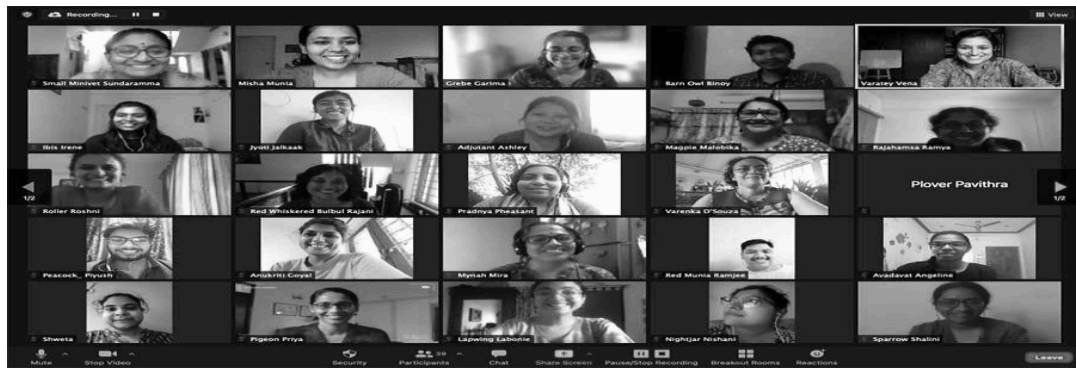 Recording...
View
Small Minivet Sundaramma
Misha Munia
Grebe Garima
Barn Owl Binoy
Varatey Vena
Ibis Irene
Jyoti Jalkaak
Adjutant Ashley
Magpie Malobika
Rajahamsa Ramya
1/2
Roller Roshni
Red Whiskered Bulbul Rajani
Pradnya Pheasant
Varenka D'Souza
Plover Pavithra
1/2
Peacock_ Piyush
Anukriti Goyal
Mynah Mira
Red Munia Ramjee
Avadavat Angeline
Shweta
Pigeon Priya
Lapwing Labonie
Nightjar Nishani
Sparrow Shalini
Mute
Stop Video
Security
Participants
39
Chat
Share Screen
Pause/Stop Recording
Breakout Rooms
Reactions
Leave